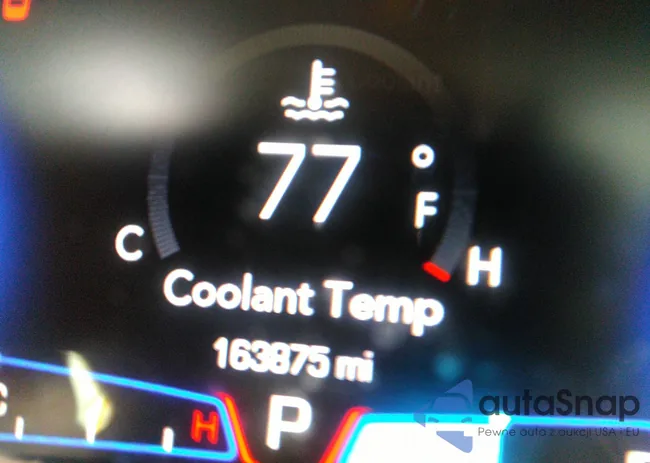 77 °F
C
H
Coolant Temp
163875 mi
C
H
P
autaSnap
Pewne auta z aukcji USA - EU